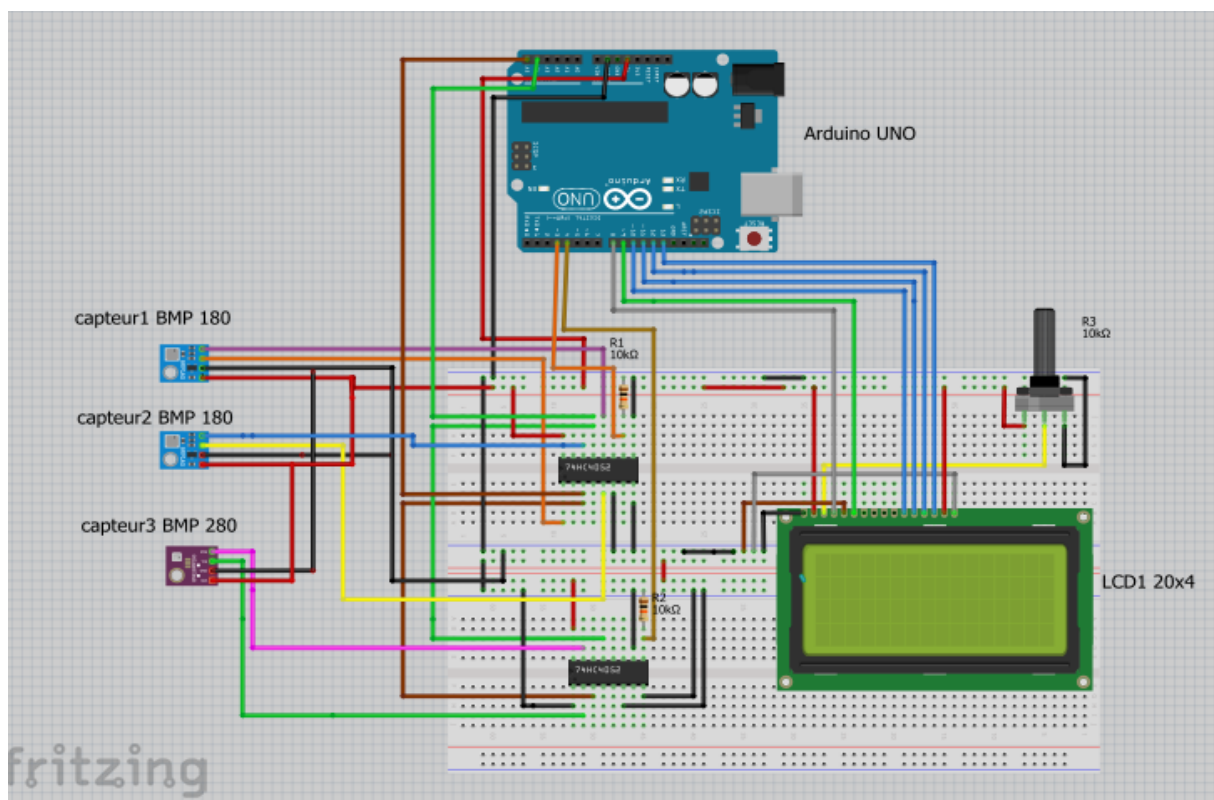 Arduino UNO
Arduino
UNO
capteur1 BMP 180
R1
10kΩ
R3
10kΩ
capteur2 BMP 180
74HC4052
capteur3 BMP 280
LCD1 20x4
R2
10kΩ
74HC4052
fritzing